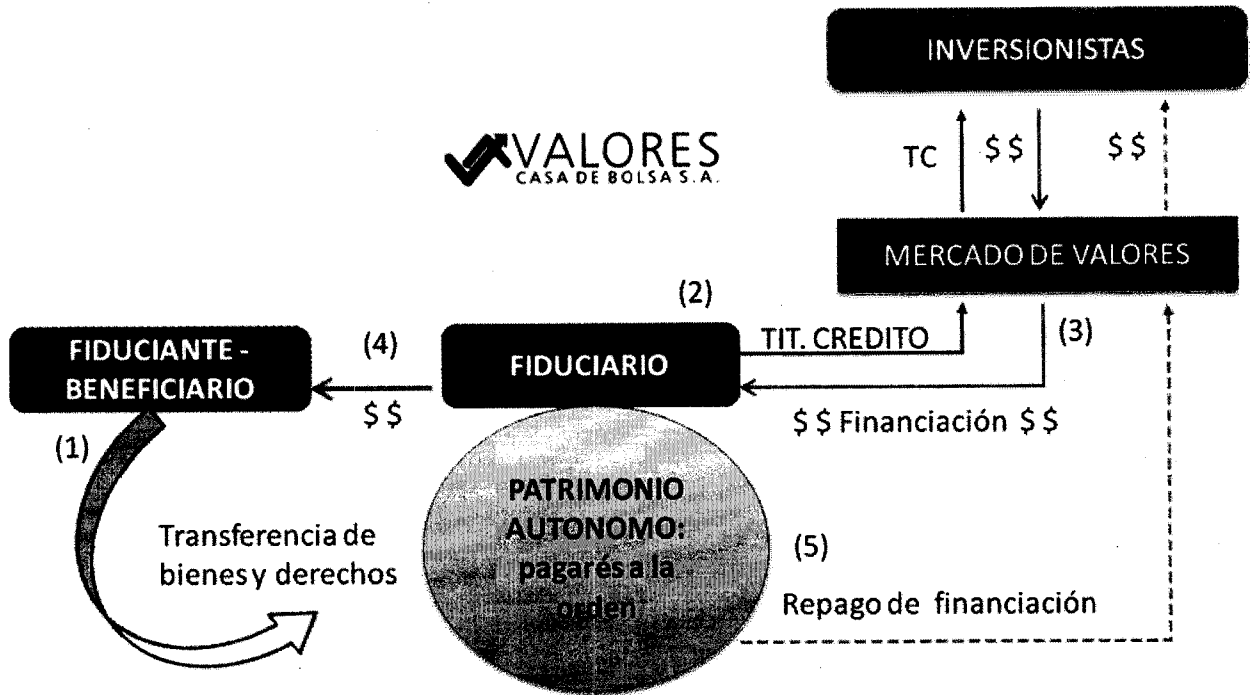 INVERSIONISTAS
TC
$ $
$ $
VALORES
CASA DE BOLSA S.A.
MERCADO DE VALORES
(2)
(3)
TIT. CREDITO
FIDUCIANTE -
BENEFICIARIO
(4)
$ $
FIDUCIARIO
$ $ Financiación $ $
(1)
Transferencia de
bienes y derechos
PATRIMONIO
AUTONOMO:
pagarés a la
orden
(5)
Repago de financiación